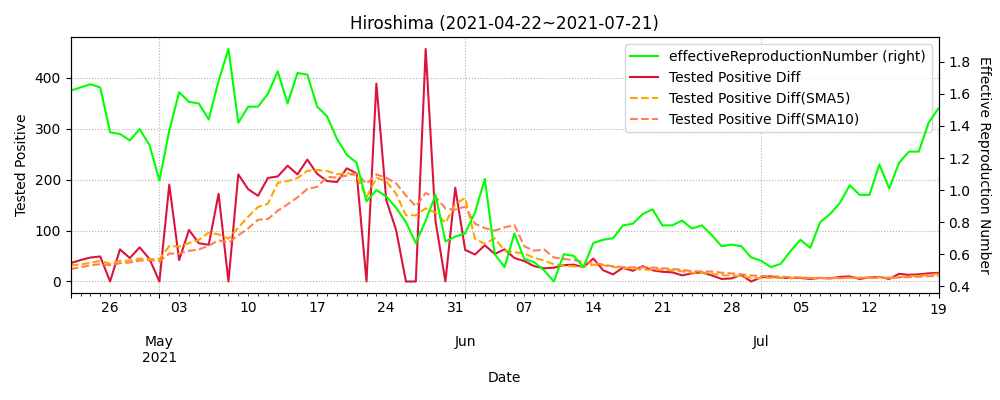 Hiroshima (2021-04-22~2021-07-21)
effectiveReproductionNumber (right)
Tested Positive Diff
Tested Positive Diff(SMA5)
Tested Positive Diff(SMA10)
Tested Positive
400
300
200
100
0
1.8
1.6
1.4
1.2
1.0
0.8
0.6
0.4
Effective Reproduction Number
26 03 10 17 24 31 07 14 21 28 05 12 19
May Jun Jul
2021
Date